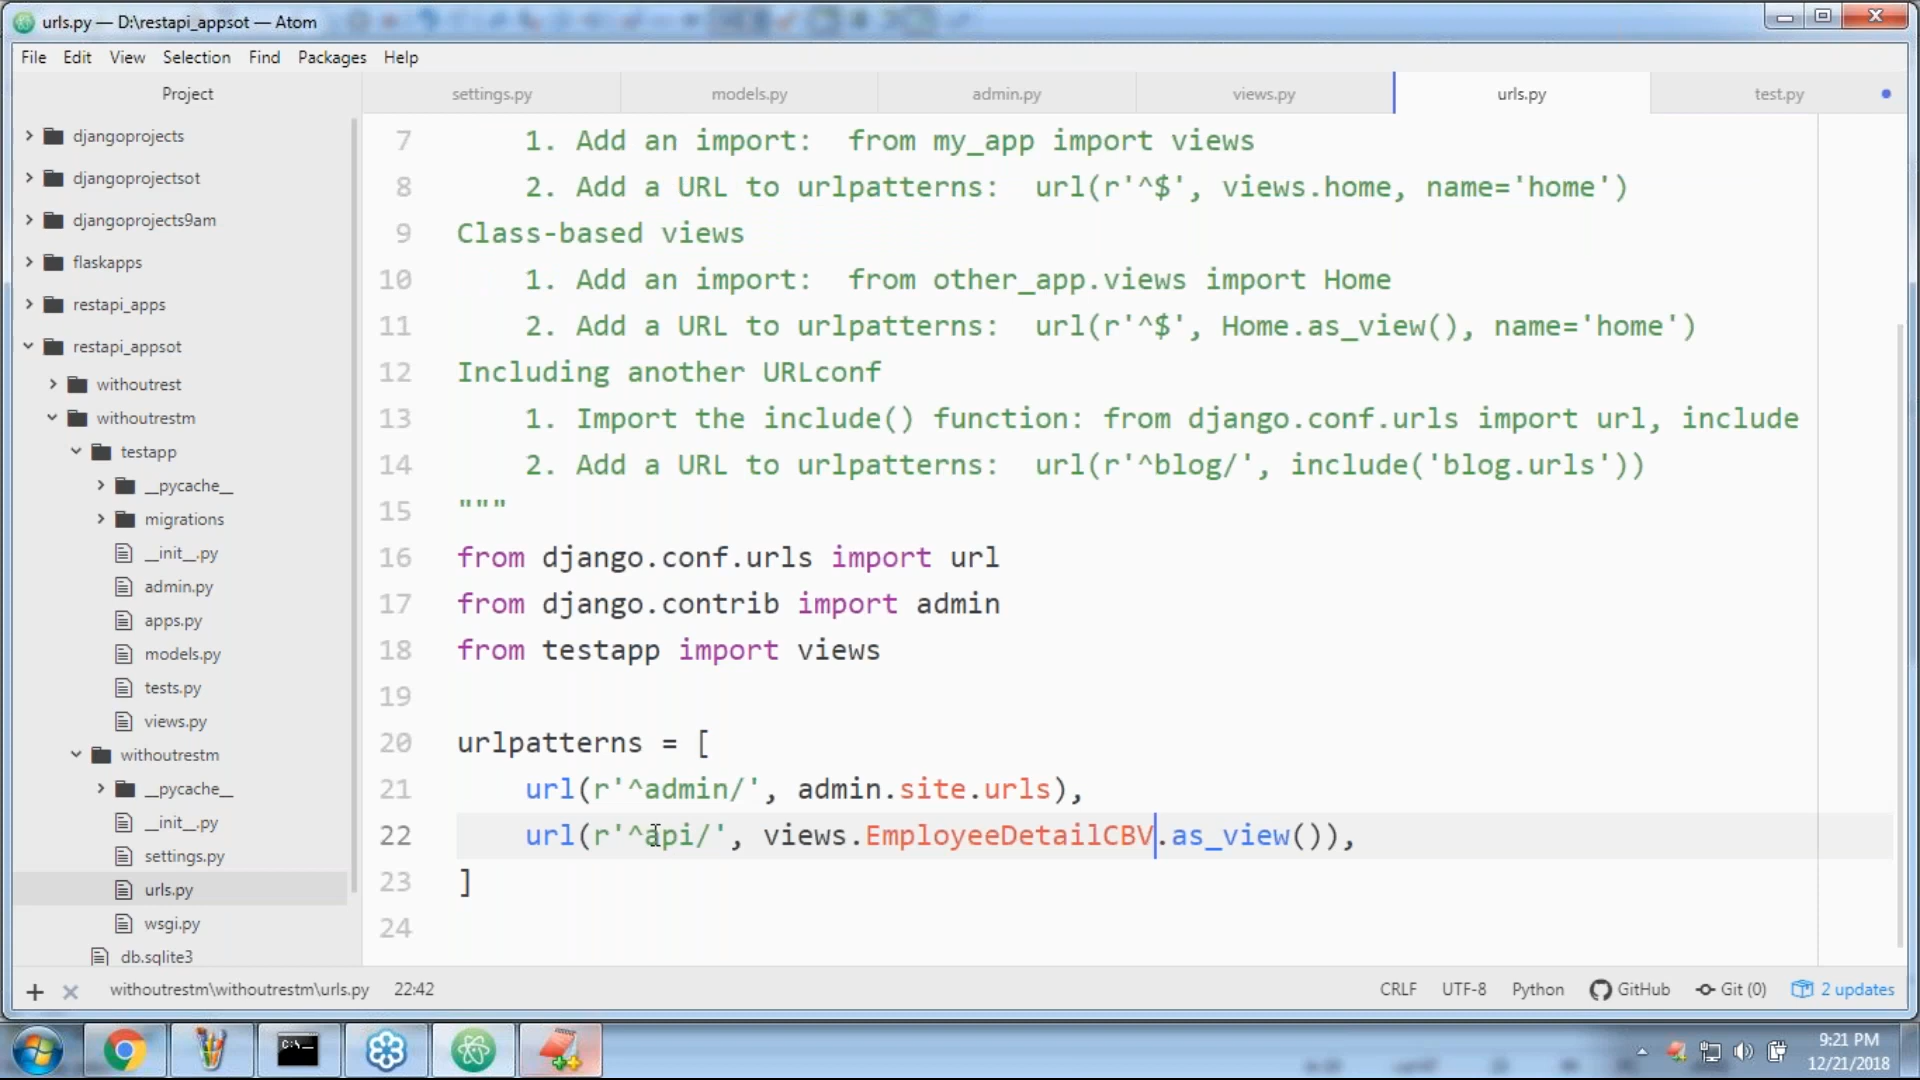 urls.py — D:\restapi_appsot — Atom
File Edit View Selection Find Packages Help
Project
settings.py models.py admin.py views.py urls.py test.py
djangoprojects
djangoprojectsot
djangoprojects9am
flaskapps
restapi_apps
restapi_appsot
withoutrest
withoutrestm
testapp
__pycache__
migrations
__init__.py
admin.py
apps.py
models.py
tests.py
views.py
withoutrestm
__pycache__
__init__.py
settings.py
urls.py
wsgi.py
db.sqlite3
7 1. Add an import:  from my_app import views
8 2. Add a URL to urlpatterns:  url(r'^$', views.home, name='home')
9 Class-based views
10 1. Add an import:  from other_app.views import Home
11 2. Add a URL to urlpatterns:  url(r'^$', Home.as_view(), name='home')
12 Including another URLconf
13 1. Import the include() function: from django.conf.urls import url, include
14 2. Add a URL to urlpatterns:  url(r'^blog/', include('blog.urls'))
15 """
16 from django.conf.urls import url
17 from django.contrib import admin
18 from testapp import views
19
20 urlpatterns = [
21 url(r'^admin/', admin.site.urls),
22 url(r'^api/', views.EmployeeDetailCBV.as_view()),
23 ]
24
withoutrestm\withoutrestm\urls.py 22:42 CRLF UTF-8 Python GitHub Git (0) 2 updates
C:\_
9:21 PM
12/21/2018